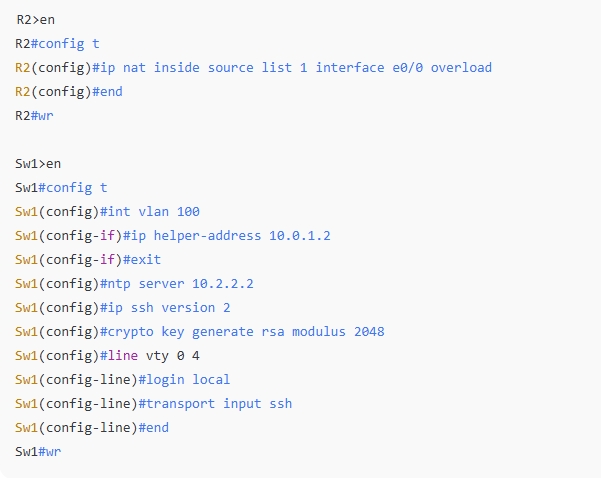 R2>en
R2#config t
R2(config)#ip nat inside source list 1 interface e0/0 overload
R2(config)#end
R2#wr
Sw1>en
Sw1#config t
Sw1(config)#int vlan 100
Sw1(config-if)#ip helper-address 10.0.1.2
Sw1(config-if)#exit
Sw1(config)#ntp server 10.2.2.2
Sw1(config)#ip ssh version 2
Sw1(config)#crypto key generate rsa modulus 2048
Sw1(config)#line vty 0 4
Sw1(config-line)#login local
Sw1(config-line)#transport input ssh
Sw1(config-line)#end
Sw1#wr